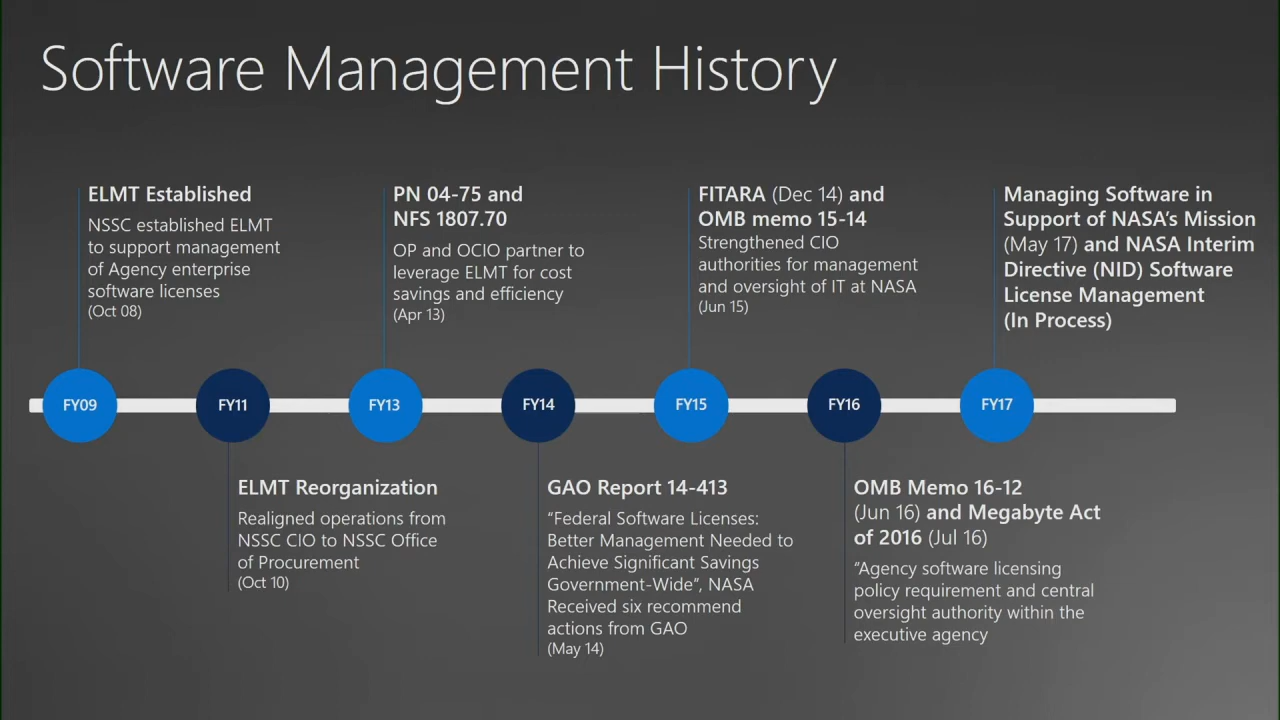 Software Management History
ELMT Established
NSSC established ELMT
to support management
of Agency enterprise
software licenses
(Oct 08)
PN 04-75 and
NFS 1807.70
OP and OCIO partner to
leverage ELMT for cost
savings and efficiency
(Apr 13)
FITARA (Dec 14) and
OMB memo 15-14
Strengthened CIO
authorities for management
and oversight of IT at NASA
(Jun 15)
Managing Software in
Support of NASA's Mission
(May 17) and NASA Interim
Directive (NID) Software
License Management
(In Process)
FY09
FY11
FY13
FY14
FY15
FY16
FY17
ELMT Reorganization
Realigned operations from
NSSC CIO to NSSC Office
of Procurement
(Oct 10)
GAO Report 14-413
“Federal Software Licenses:
Better Management Needed to
Achieve Significant Savings
Government-Wide”, NASA
Received six recommend
actions from GAO
(May 14)
OMB Memo 16-12
(Jun 16) and Megabyte Act
of 2016 (Jul 16)
“Agency software licensing
policy requirement and central
oversight authority within the
executive agency